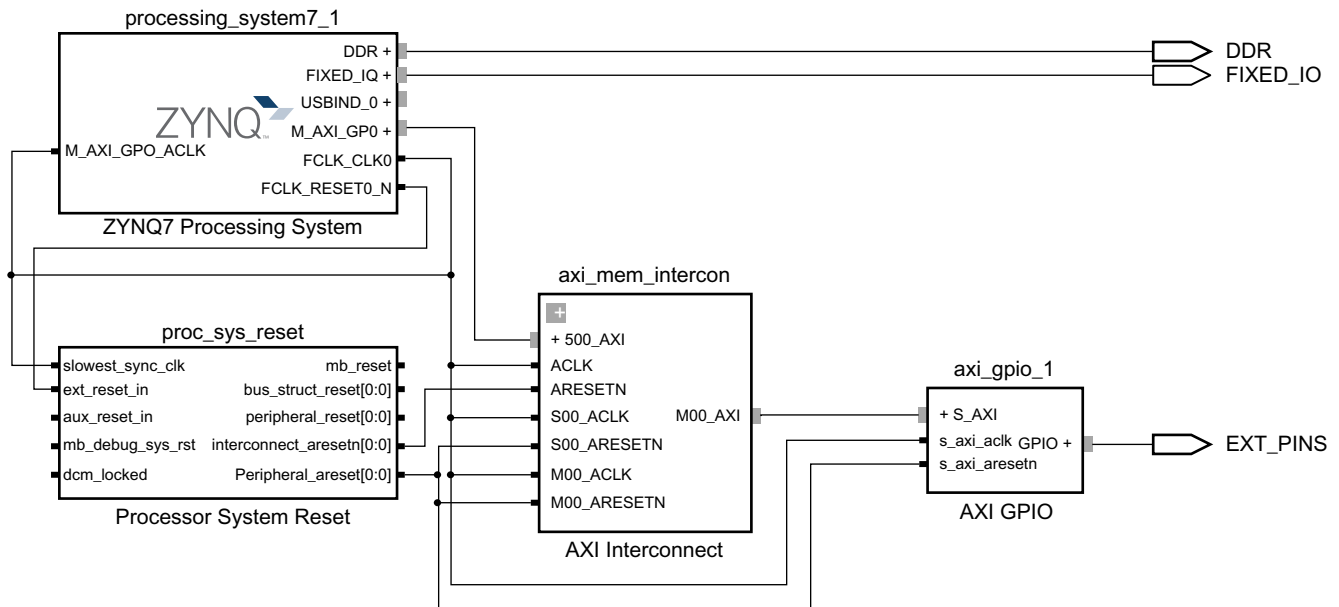 processing_system7_1
DDR +
FIXED_IQ +
USBIND_0 +
M_AXI_GP0 +
FCLK_CLK0
FCLK_RESET0_N
ZYNQ™
M_AXI_GPO_ACLK
ZYNQ7 Processing System
DDR
FIXED_IO
proc_sys_reset
slowest_sync_clk
ext_reset_in
aux_reset_in
mb_debug_sys_rst
dcm_locked
mb_reset
bus_struct_reset[0:0]
peripheral_reset[0:0]
interconnect_aresetn[0:0]
Peripheral_areset[0:0]
Processor System Reset
axi_mem_intercon
+
+ 500_AXI
ACLK
ARESETN
S00_ACLK
S00_ARESETN
M00_ACLK
M00_ARESETN
M00_AXI
AXI Interconnect
axi_gpio_1
+ S_AXI
s_axi_aclk
s_axi_aresetn
GPIO +
AXI GPIO
EXT_PINS